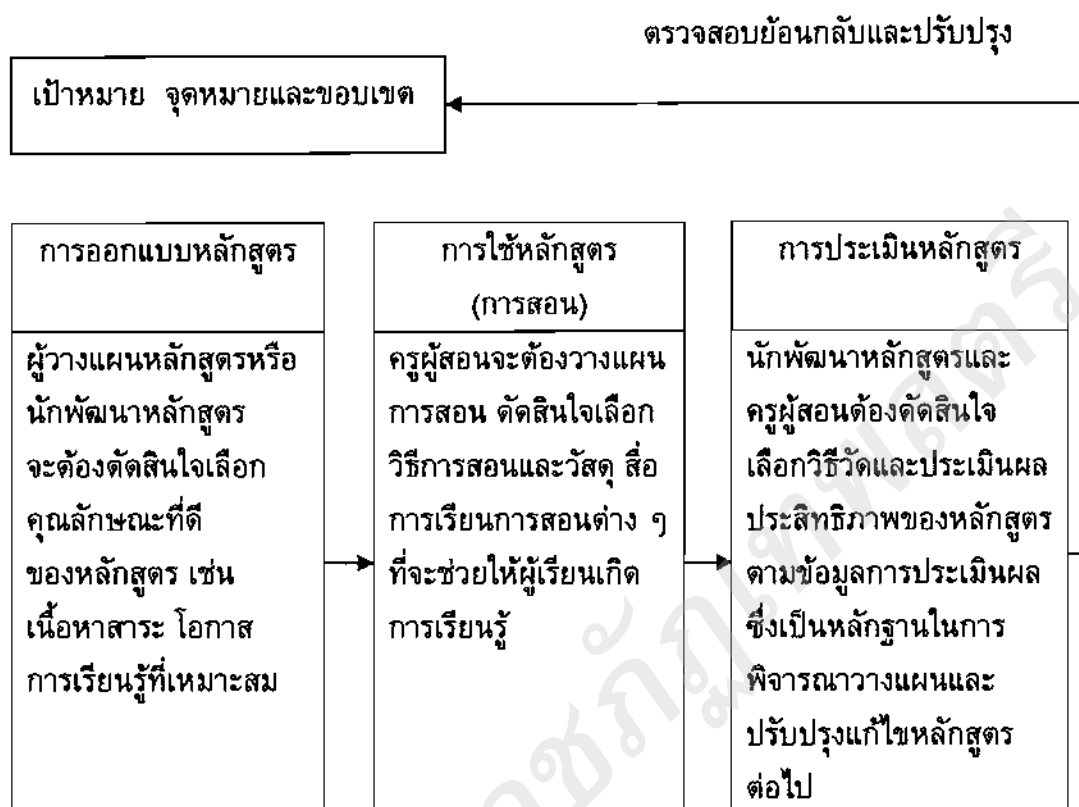 ตรวจสอบย้อนกลับและปรับปรุง
เป้าหมาย จุดหมายและขอบเขต
การออกแบบหลักสูตร
ผู้วางแผนหลักสูตรหรือ
นักพัฒนาหลักสูตร
จะต้องตัดสินใจเลือก
คุณลักษณะที่ดี
ของหลักสูตร เช่น
เนื้อหาสาระ โอกาส
การเรียนรู้ที่เหมาะสม
การใช้หลักสูตร
(การสอน)
ครูผู้สอนจะต้องวางแผน
การสอน ตัดสินใจเลือก
วิธีการสอนและวัสดุ สื่อ
การเรียนการสอนต่าง ๆ
ที่จะช่วยให้ผู้เรียนเกิด
การเรียนรู้
การประเมินหลักสูตร
นักพัฒนาหลักสูตรและ
ครูผู้สอนต้องตัดสินใจ
เลือกวิธีวัดและประเมินผล
ประสิทธิภาพของหลักสูตร
ตามข้อมูลการประเมินผล
ซึ่งเป็นหลักฐานในการ
พิจารณาวางแผนและ
ปรับปรุงแก้ไขหลักสูตร
ต่อไป